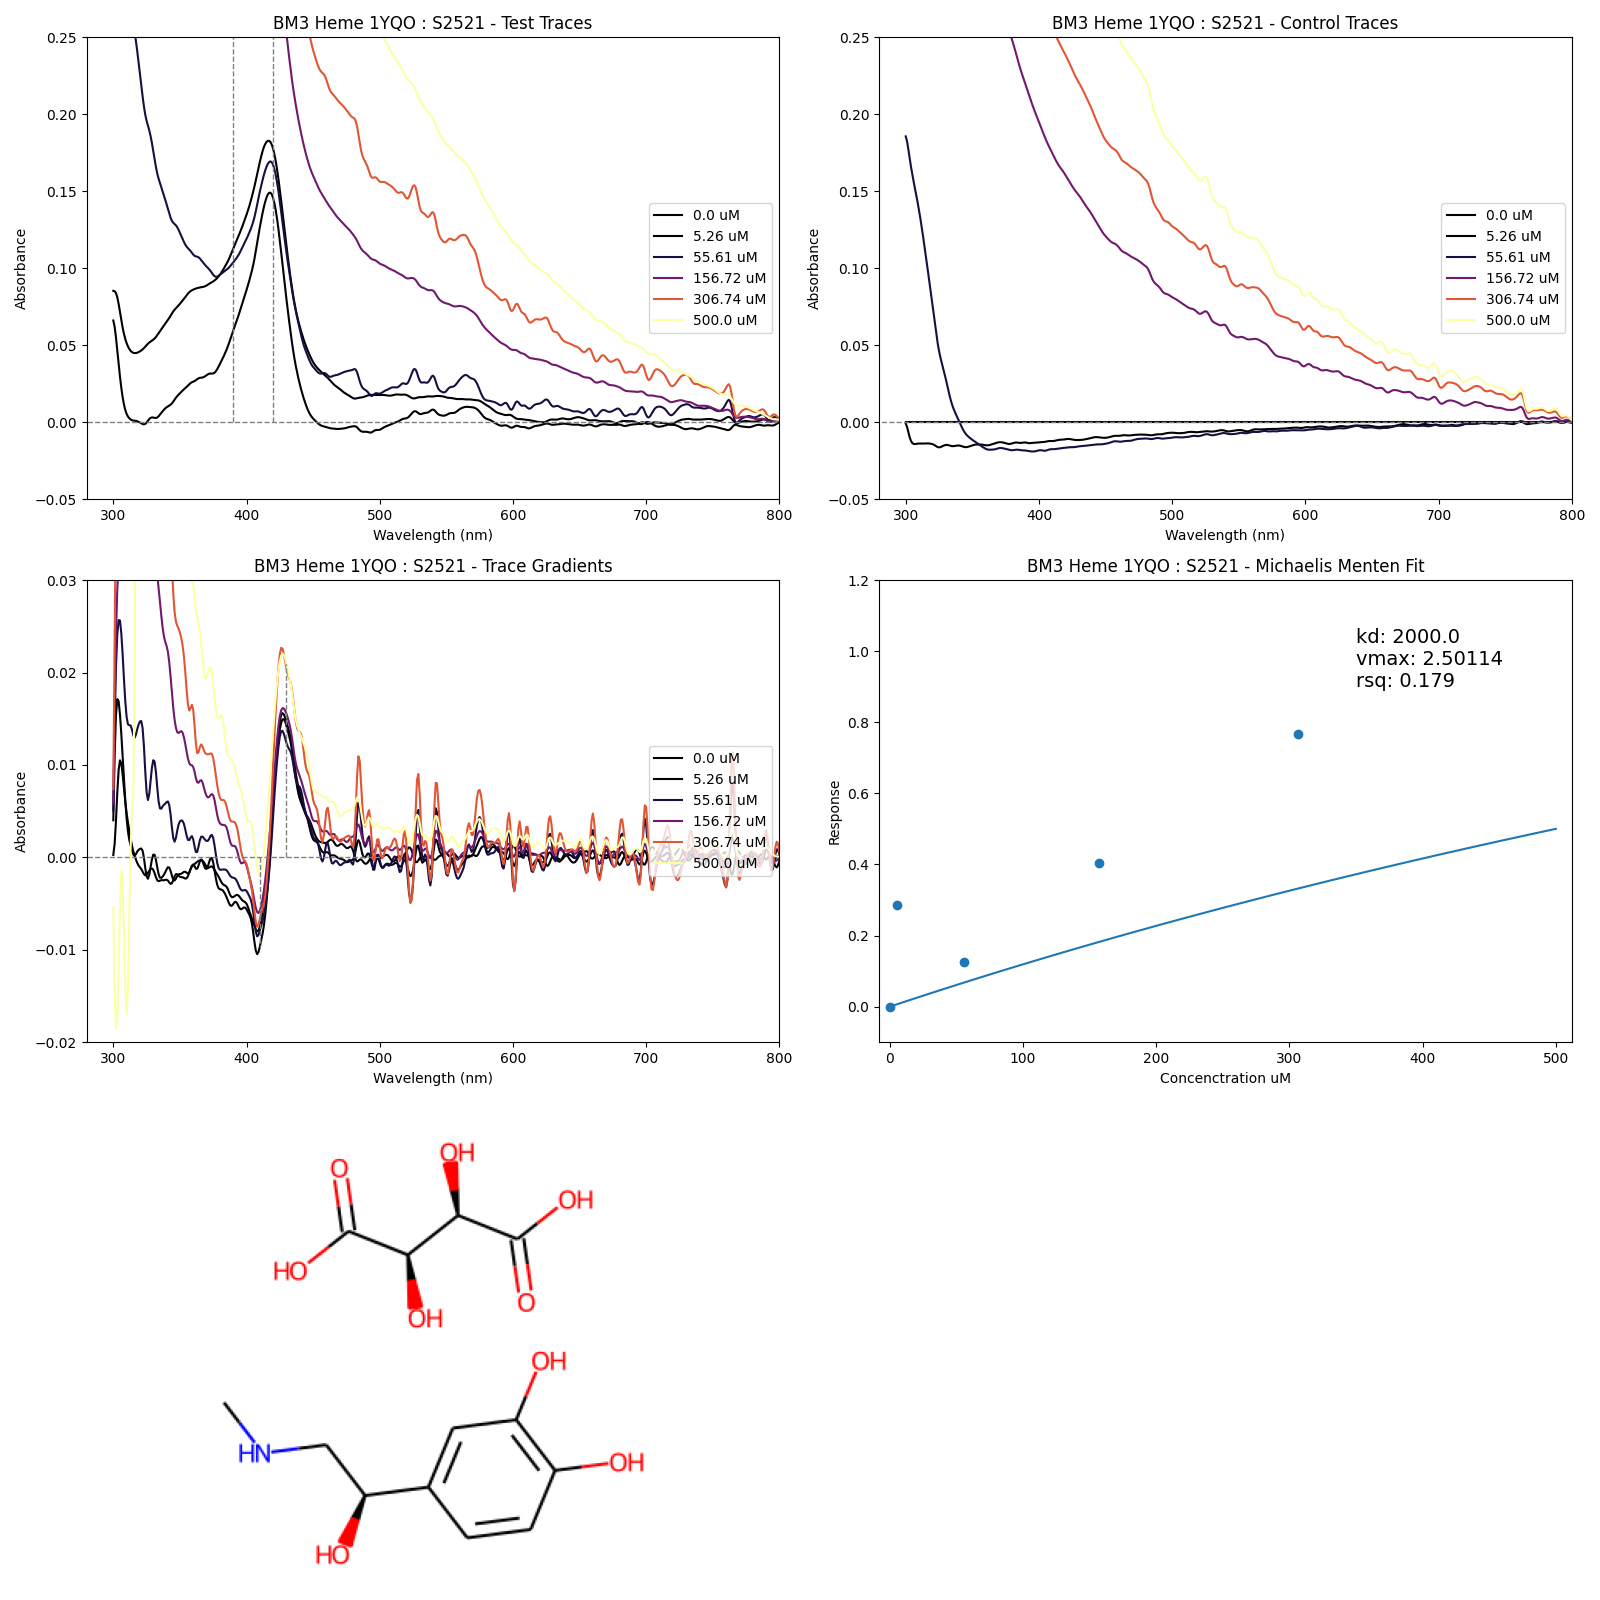 BM3 Heme 1YQO : S2521 - Test Traces
Absorbance
0.25
0.20
0.15
0.10
0.05
0.00
−0.05
300 400 500 600 700 800
Wavelength (nm)
0.0 uM
5.26 uM
55.61 uM
156.72 uM
306.74 uM
500.0 uM
BM3 Heme 1YQO : S2521 - Control Traces
Absorbance
0.25
0.20
0.15
0.10
0.05
0.00
−0.05
300 400 500 600 700 800
Wavelength (nm)
0.0 uM
5.26 uM
55.61 uM
156.72 uM
306.74 uM
500.0 uM
BM3 Heme 1YQO : S2521 - Trace Gradients
Absorbance
0.03
0.02
0.01
0.00
−0.01
−0.02
300 400 500 600 700 800
Wavelength (nm)
0.0 uM
5.26 uM
55.61 uM
156.72 uM
306.74 uM
500.0 uM
BM3 Heme 1YQO : S2521 - Michaelis Menten Fit
Response
1.2
1.0
0.8
0.6
0.4
0.2
0.0
0 100 200 300 400 500
Concenctration uM
kd: 2000.0
vmax: 2.50114
rsq: 0.179
OH
O
OH
HO
O
OH
OH
HN
OH
HO